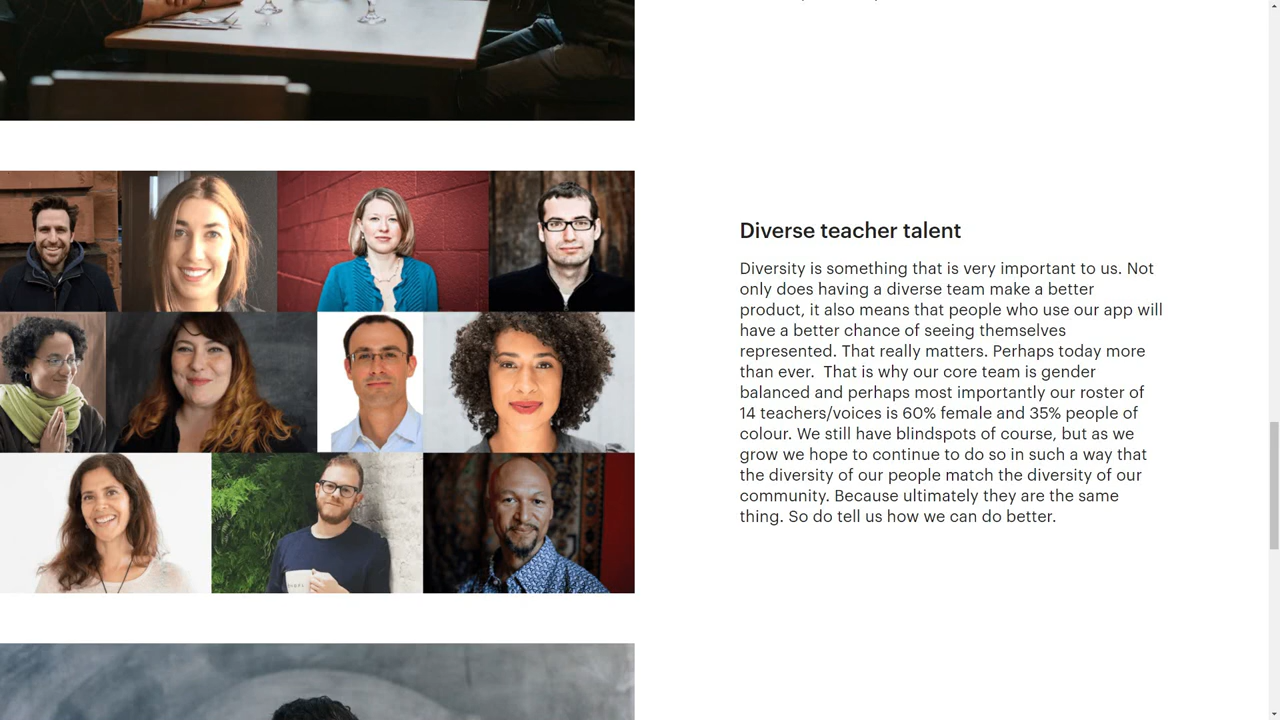 Diverse teacher talent
Diversity is something that is very important to us. Not
only does having a diverse team make a better
product, it also means that people who use our app will
have a better chance of seeing themselves
represented. That really matters. Perhaps today more
than ever.  That is why our core team is gender
balanced and perhaps most importantly our roster of
14 teachers/voices is 60% female and 35% people of
colour. We still have blindspots of course, but as we
grow we hope to continue to do so in such a way that
the diversity of our people match the diversity of our
community. Because ultimately they are the same
thing. So do tell us how we can do better.